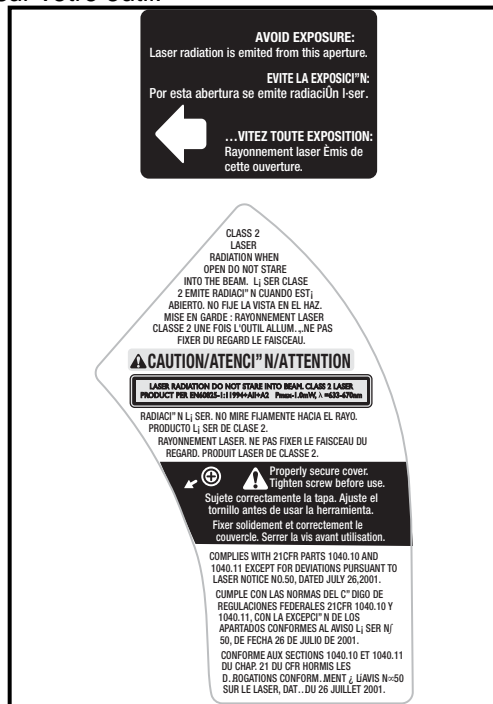 AVOID EXPOSURE:
Laser radiation is emited from this aperture.
EVITE LA EXPOSICI"N:
Por esta abertura se emite radiaciÛn l·ser.
...VITEZ TOUTE EXPOSITION:
Rayonnement laser Èmis de
cette ouverture.
CLASS 2
LASER
RADIATION WHEN
OPEN DO NOT STARE
INTO THE BEAM. L¡ SER CLASE
2 EMITE RADIACI" N CUANDO EST¡
ABIERTO. NO FIJE LA VISTA EN EL HAZ.
MISE EN GARDE : RAYONNEMENT LASER
CLASSE 2 UNE FOIS L'OUTIL ALLUM..,NE PAS
FIXER DU REGARD LE FAISCEAU.
CAUTION/ATENCI" N/ATTENTION
LASER RADIATION DO NOT STARE INTO BEAM. CLASS 2 LASER
PRODUCT PER EN60825-1:11994+A11+A2 Pmax-1.0mW, λ =633-670nm
RADIACI" N L¡ SER. NO MIRE FIJAMENTE HACIA EL RAYO.
PRODUCTO L¡ SER DE CLASE 2.
RAYONNEMENT LASER. NE PAS FIXER LE FAISCEAU DU
REGARD. PRODUIT LASER DE CLASSE 2.
Properly secure cover.
Tighten screw before use.
Sujete correctamente la tapa. Ajuste el
tornillo antes de usar la herramienta.
Fixer solidement et correctement le
couvercle. Serrer la vis avant utilisation.
COMPLIES WITH 21CFR PARTS 1040.10 AND
1040.11 EXCEPT FOR DEVIATIONS PURSUANT TO
LASER NOTICE NO.50, DATED JULY 26,2001.
CUMPLE CON LAS NORMAS DEL C" DIGO DE
REGULACIONES FEDERALES 21CFR 1040.10 Y
1040.11, CON LA EXCEPCI" N DE LOS
APARTADOS CONFORMES AL AVISO L¡ SER N∫
50, DE FECHA 26 DE JULIO DE 2001.
CONFORME AUX SECTIONS 1040.10 ET 1040.11
DU CHAP. 21 DU CFR HORMIS LES
D..ROGATIONS CONFORM..MENT ¿ LíAVIS N∞50
SUR LE LASER, DAT..DU 26 JUILLET 2001.